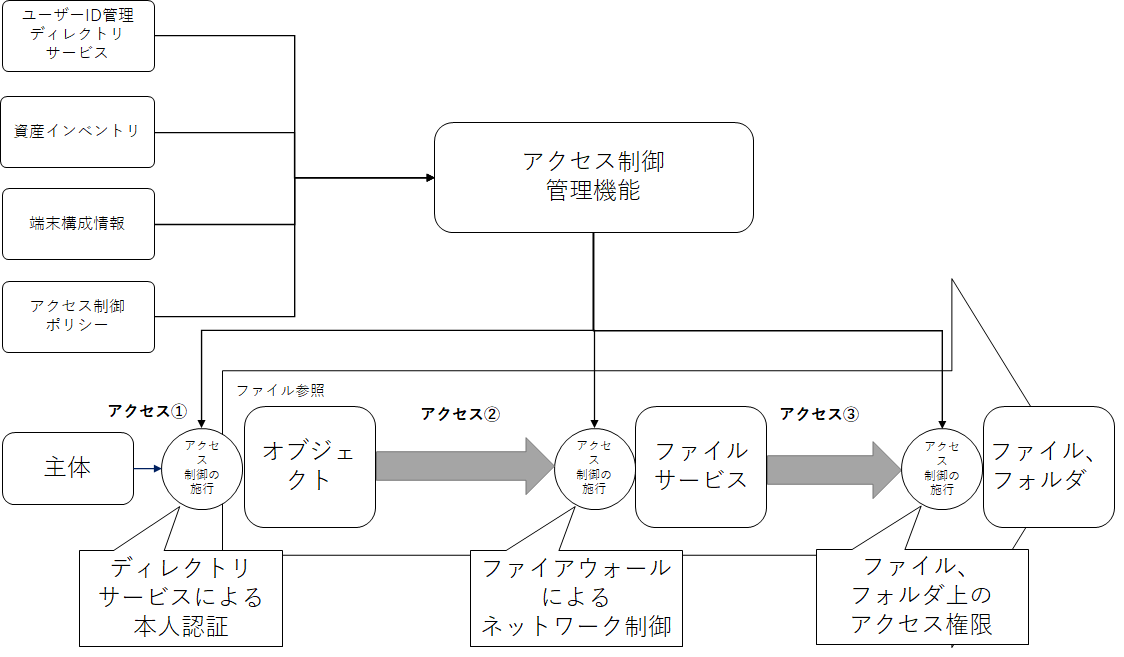 ユーザーID管理
ディレクトリ
サービス
資産インベントリ
端末構成情報
アクセス制御
ポリシー
アクセス制御
管理機能
ファイル参照
アクセス①
アクセス②
アクセス③
主体
アクセ
ス
制御の
施行
オブジェ
クト
アクセ
ス
制御の
施行
ファイル
サービス
アクセ
ス
制御の
施行
ファイル、
フォルダ
ディレクトリ
サービスによる
本人認証
ファイアウォール
による
ネットワーク制御
ファイル、
フォルダ上の
アクセス権限